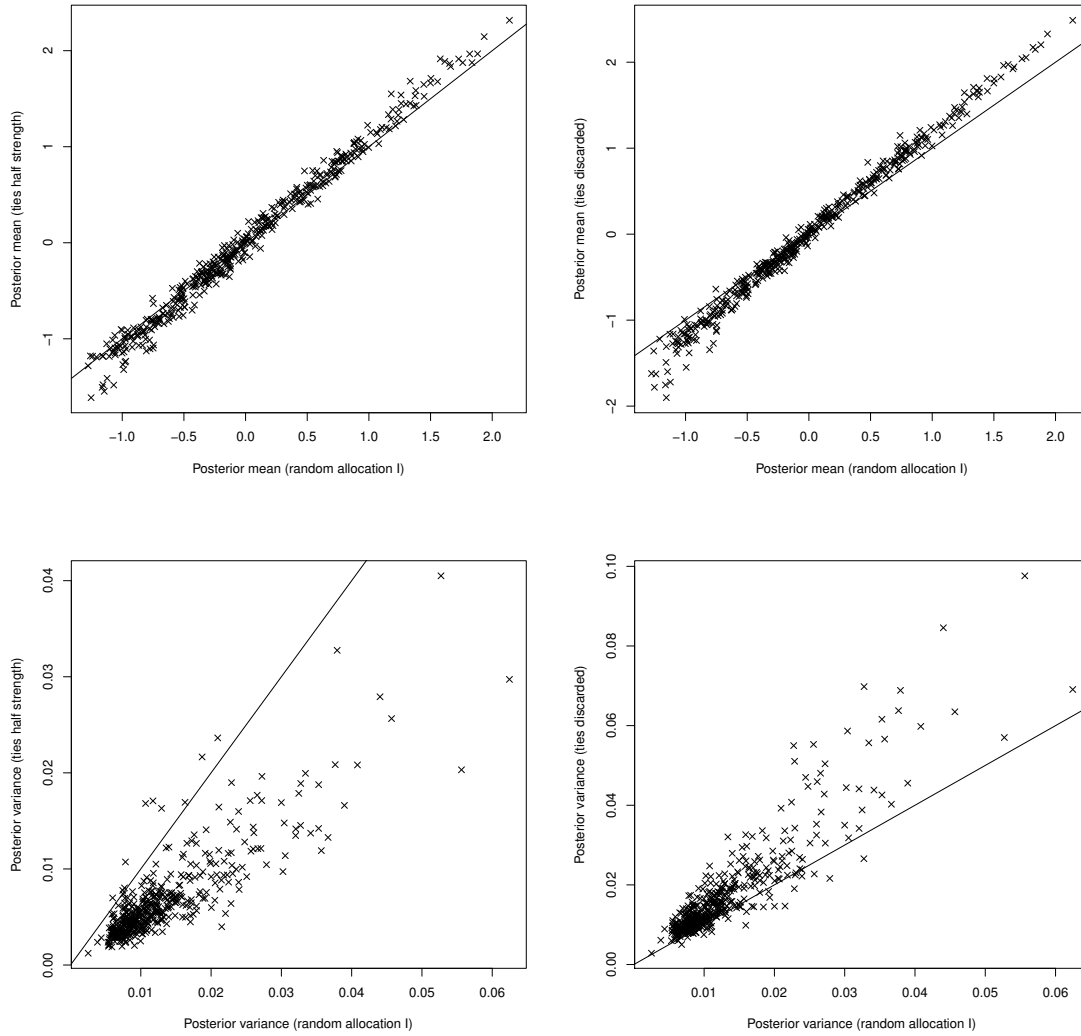 2
1
0
−1
Posterior mean (ties half strength)
−1.0 −0.5 0.0 0.5 1.0 1.5 2.0
Posterior mean (random allocation I)
2
1
0
−1
−2
Posterior mean (ties discarded)
−1.0 −0.5 0.0 0.5 1.0 1.5 2.0
Posterior mean (random allocation I)
0.04
0.03
0.02
0.01
0.00
Posterior variance (ties half strength)
0.01 0.02 0.03 0.04 0.05 0.06
Posterior variance (random allocation I)
0.10
0.08
0.06
0.04
0.02
0.00
Posterior variance (ties discarded)
0.01 0.02 0.03 0.04 0.05 0.06
Posterior variance (random allocation I)